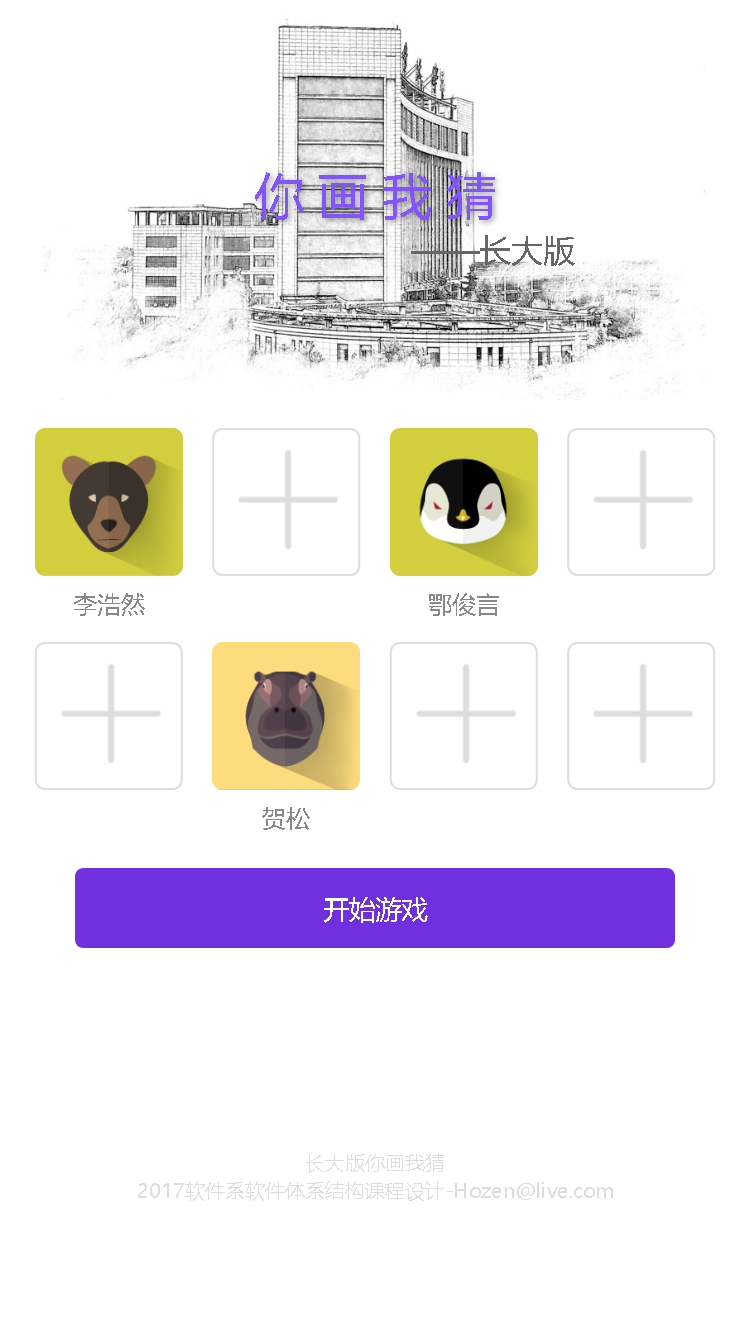 你画我猜
——长大版
李浩然
鄂俊言
贺松
开始游戏
长大版你画我猜
2017软件系软件体系结构课程设计-Hozen@live.com